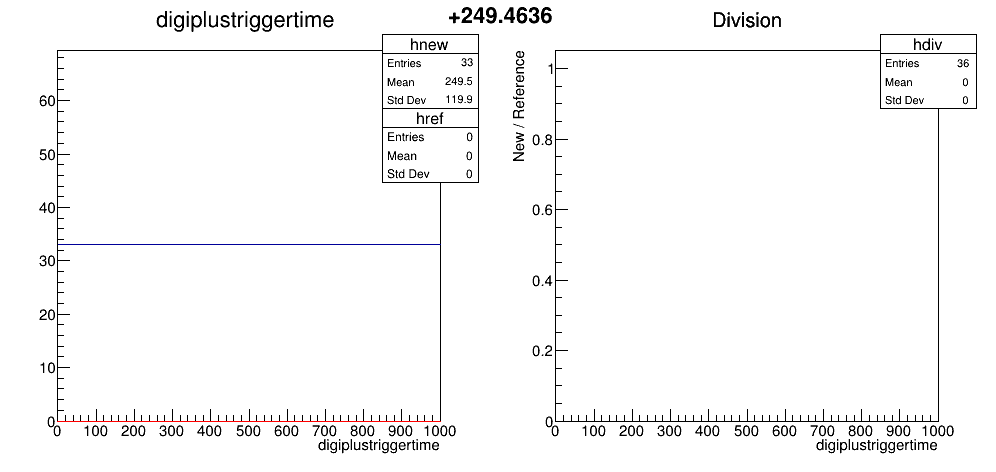 digiplustriggertime
+249.4636
Division
hnew
Entries 33
Mean 249.5
Std Dev 119.9
href
Entries 0
Mean 0
Std Dev 0
60
50
40
30
20
10
0
0 100 200 300 400 500 600 700 800 900 1000
digiplustriggertime
hdiv
Entries 36
Mean 0
Std Dev 0
New / Reference
1
0.8
0.6
0.4
0.2
0
0 100 200 300 400 500 600 700 800 900 1000
digiplustriggertime